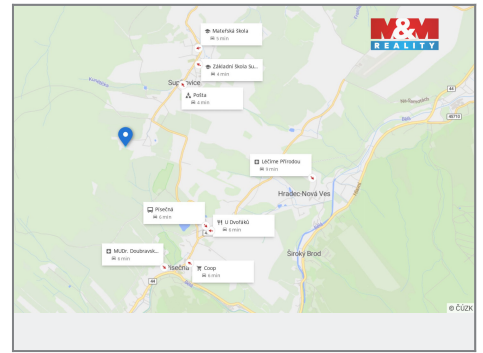 M&M
REALITY
Mateřská škola
5 min
Základní škola Su...
4 min
Supíkovice
Pošta
4 min
44
45710
Léčíme Přírodou
9 min
Hradec-Nová Ves
Písečná
6 min
U Dvořáků
6 min
MUDr. Doubravsk...
6 min
Písečná
Coop
6 min
Široký Brod
44
© ČÚZK